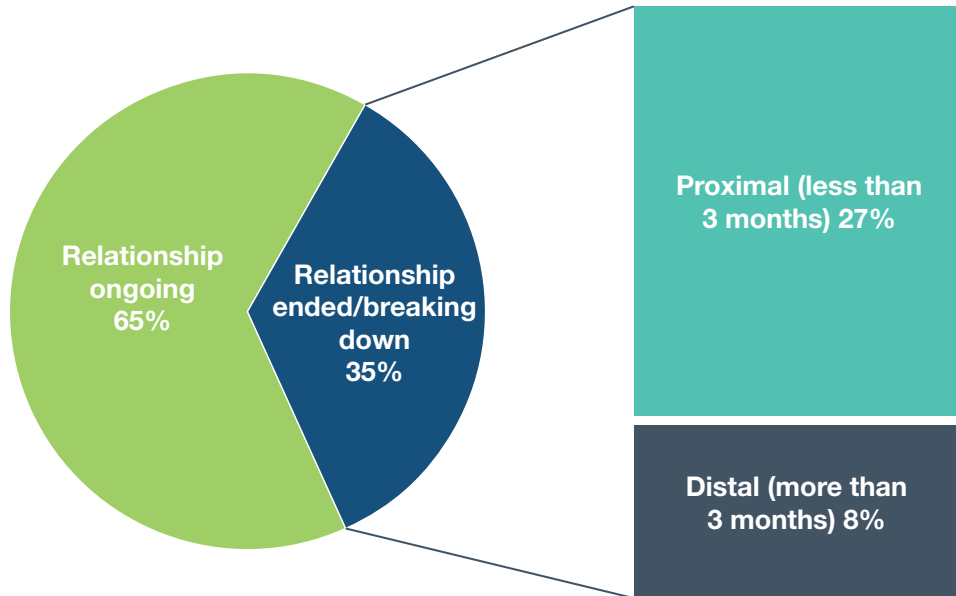 Relationship
ongoing
65%
Relationship
ended/breaking
down
35%
Proximal (less than
3 months) 27%
Distal (more than
3 months) 8%